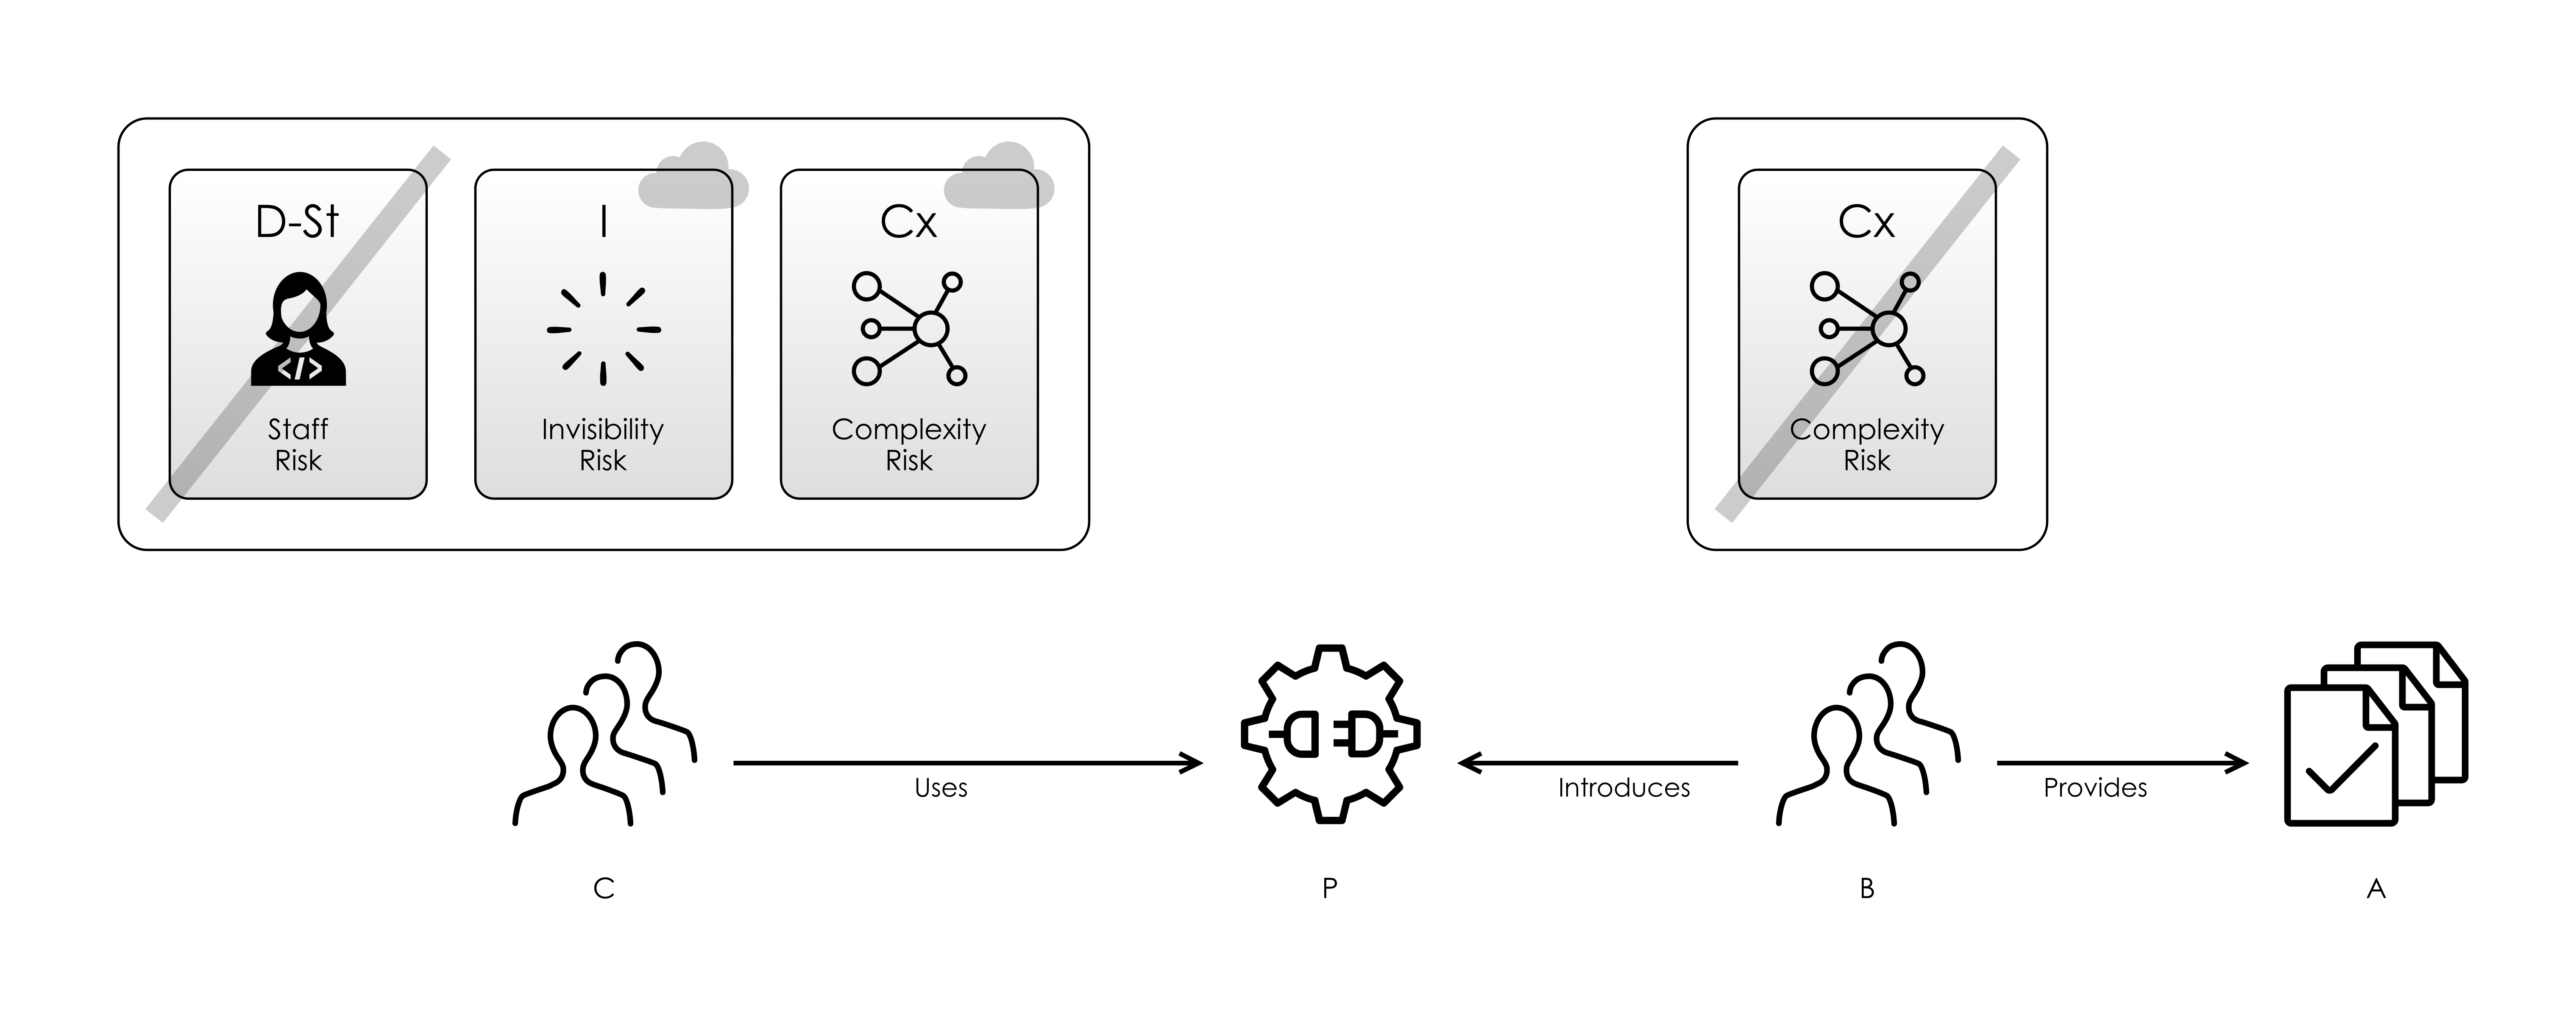 D-St
</>
Staff
Risk
I
Invisibility
Risk
Cx
Complexity
Risk
Cx
Complexity
Risk
Uses
Introduces
Provides
C
P
B
A